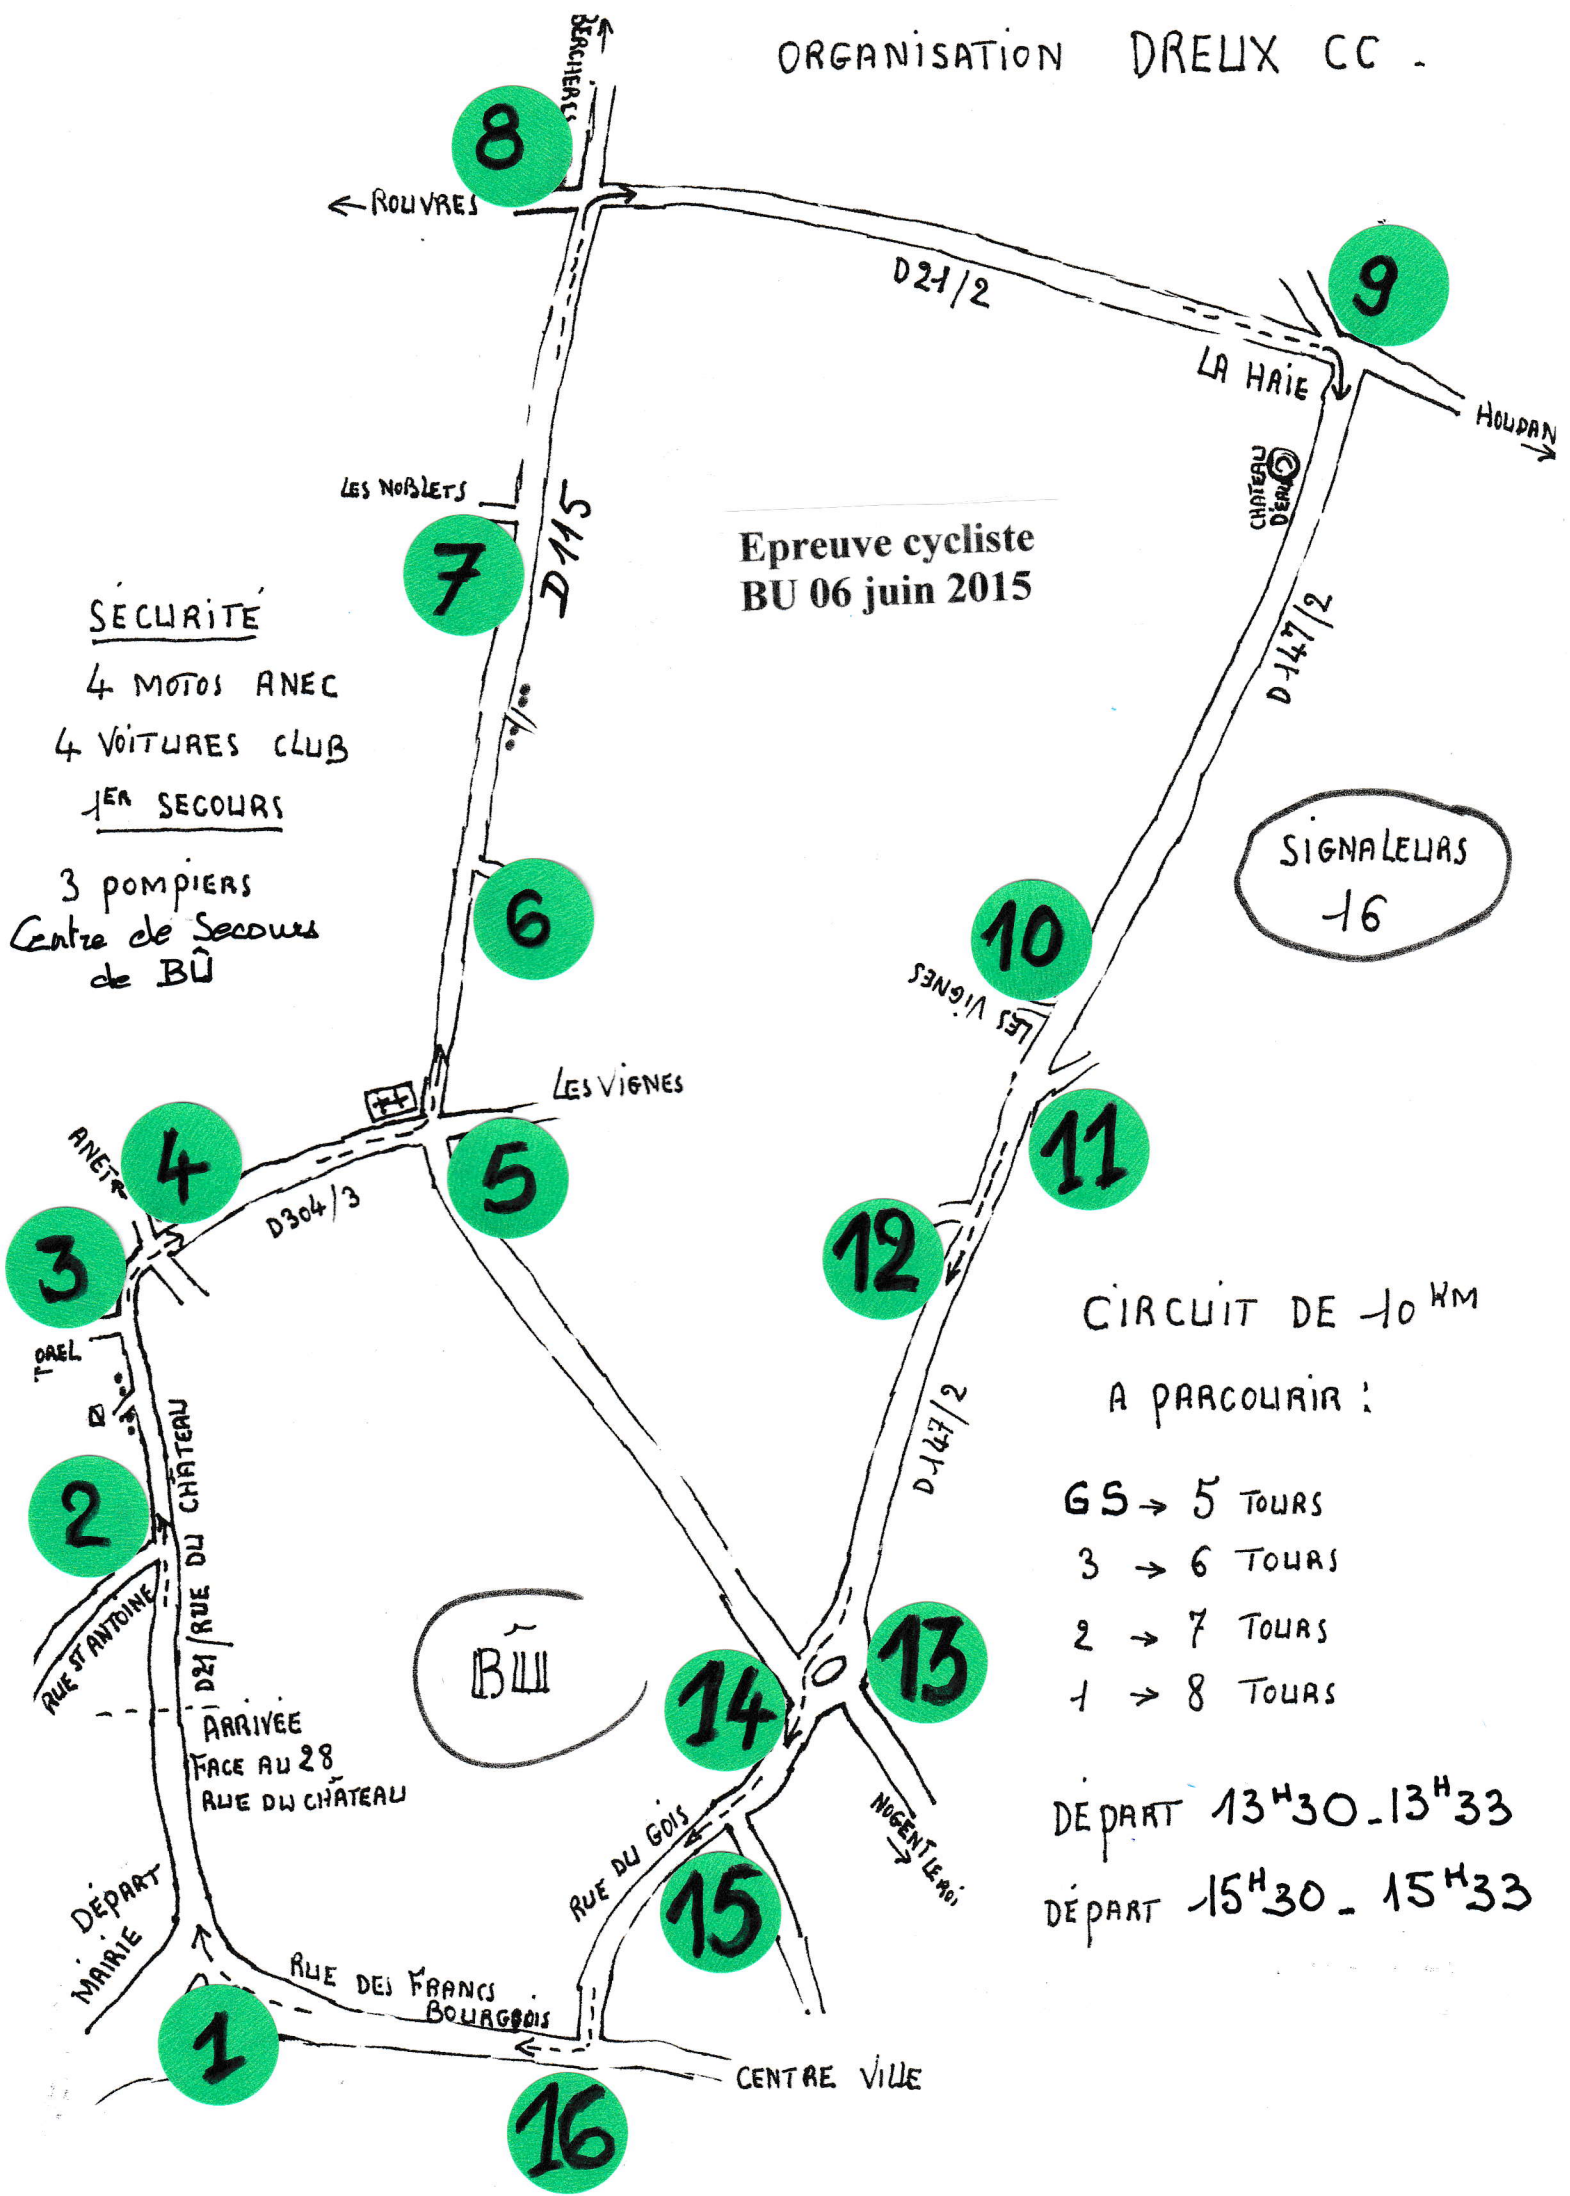 ORGANISATION DREUX CC.
BERCHERES
8
← ROUVRES
9
D21/2
LA HAIE
HOUDAN
→
CHATEAU
D'EAU
LES NOBLETS
7
D115
Epreuve cycliste
BU 06 juin 2015
SÉCURITÉ
4 MOTOS ANEC
4 VOITURES CLUB
1ER SECOURS
3 POMPIERS
Centre de Secours
de BÛ
D147/2
SIGNALEURS
16
6
10
LES VIGNES
LES VIGNES
11
ANET
4
5
D304/3
3
12
TOREL
CIRCUIT DE 10 KM
A PARCOURIR :
2
D21/RUE DU CHÂTEAU
D147/2
GS → 5 TOURS
3 → 6 TOURS
2 → 7 TOURS
1 → 8 TOURS
RUE ST ANTOINE
BÛ
13
14
ARRIVÉE
FACE AU 28
RUE DU CHÂTEAU
NOGENT LE ROI
→
DÉPART 13H30 - 13H33
DÉPART 15H30 - 15H33
RUE DU GOIS
15
DÉPART
MAIRIE
RUE DES FRANCS
BOURGEOIS
1
CENTRE VILLE
16